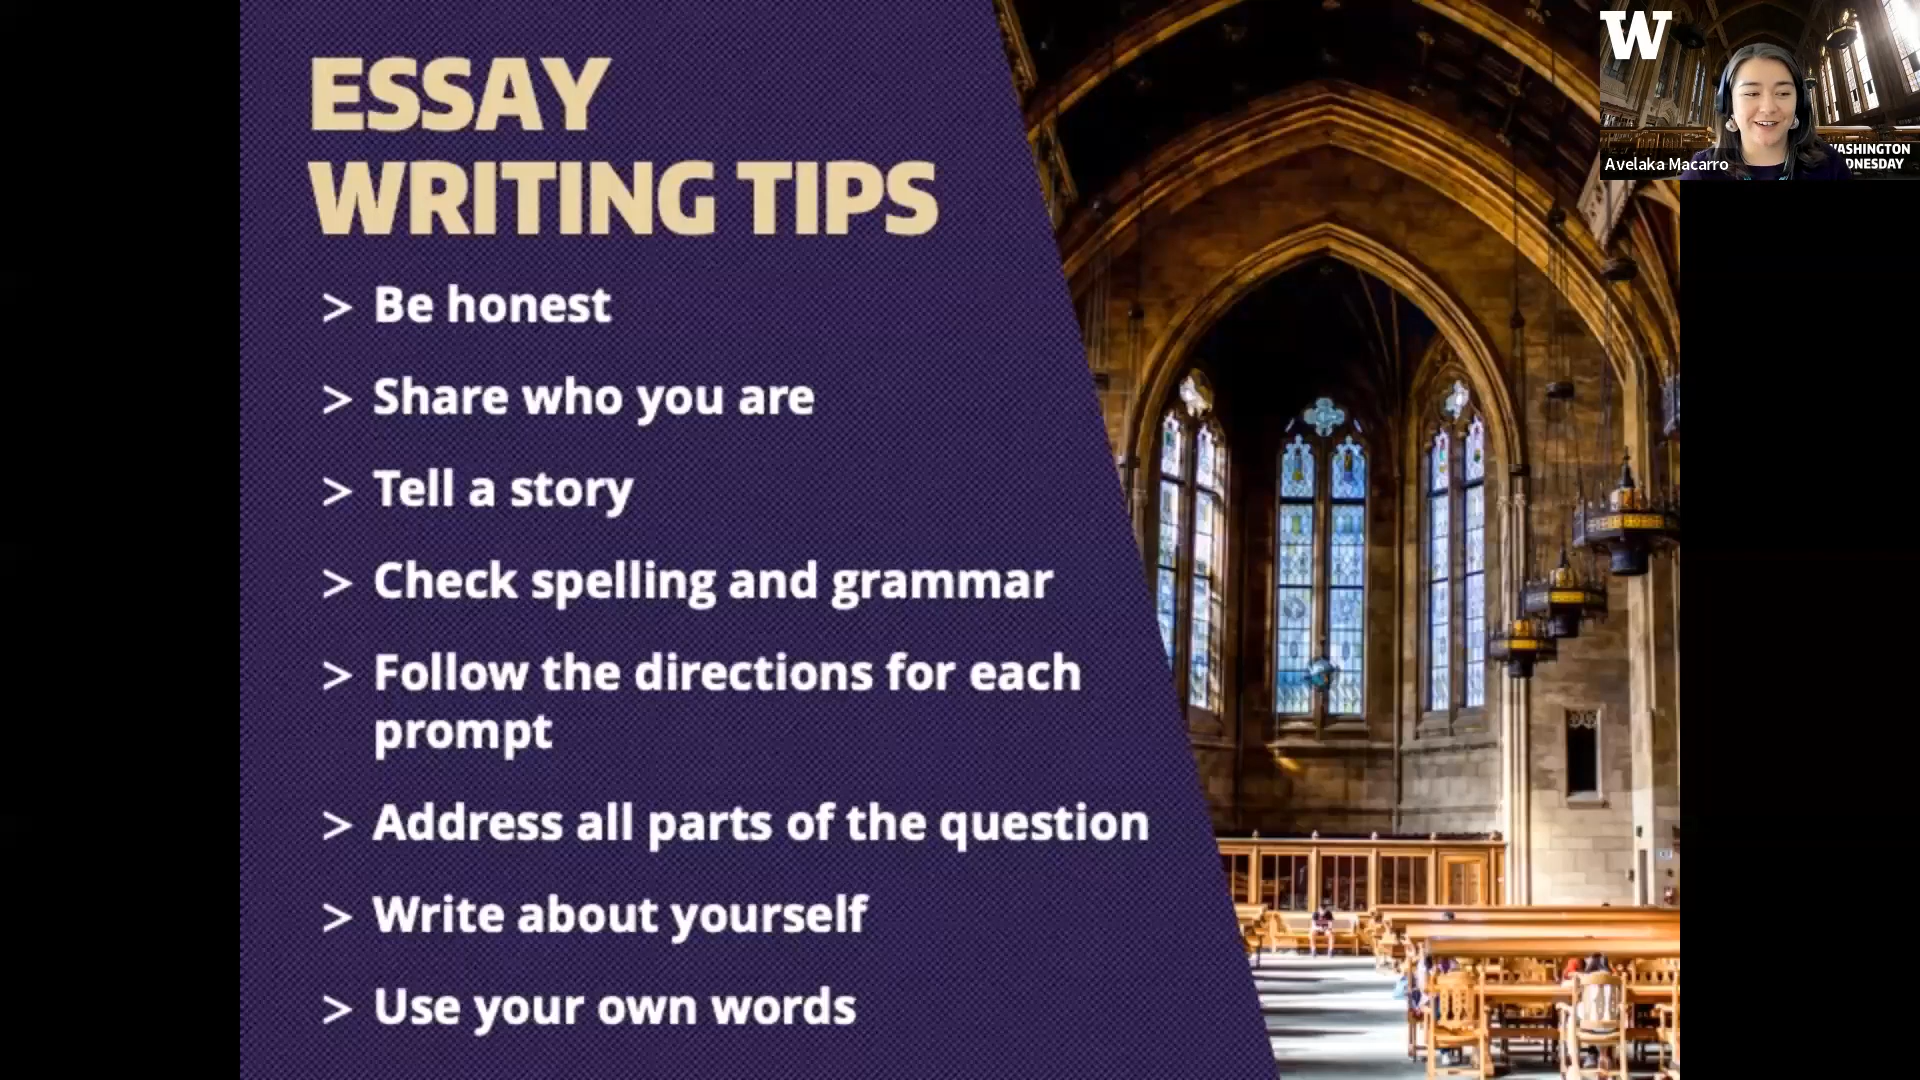 ESSAY
WRITING TIPS
> Be honest
> Share who you are
> Tell a story
> Check spelling and grammar
> Follow the directions for each
prompt
> Address all parts of the question
> Write about yourself
> Use your own words
W
Avelaka Macarro